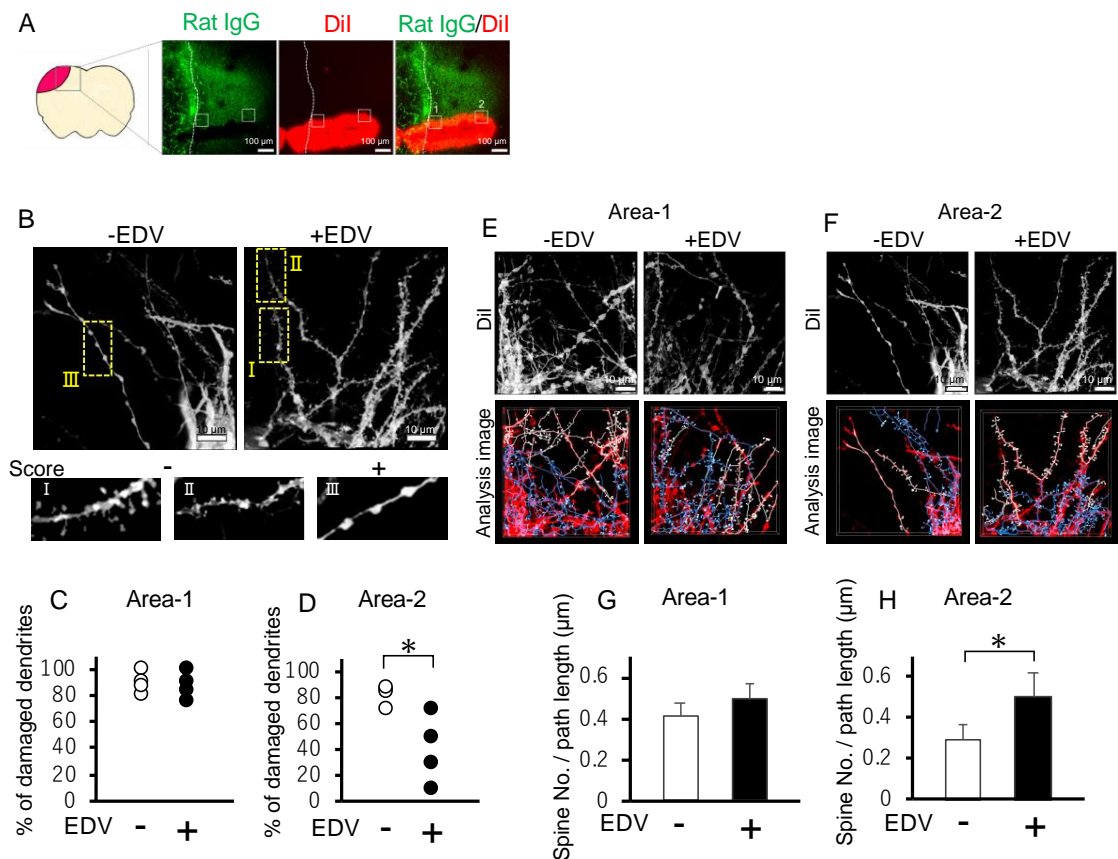 A
Rat IgG
DiI
Rat IgG/DiI
1
2
100 µm
100 µm
100 µm
B
-EDV
+EDV
II
I
III
10 µm
10 µm
Score
-
+
I
II
III
E
Area-1
-EDV
+EDV
DiI
10 µm
10 µm
Analysis image
F
Area-2
-EDV
+EDV
DiI
10 µm
10 µm
Analysis image
C
Area-1
% of damaged dendrites
100
80
60
40
20
0
EDV - +
D
Area-2
% of damaged dendrites
*
100
80
60
40
20
0
EDV - +
G
Area-1
Spine No. / path length (µm)
0.6
0.4
0.2
0
EDV - +
H
Area-2
Spine No. / path length (µm)
*
0.6
0.4
0.2
0
EDV - +